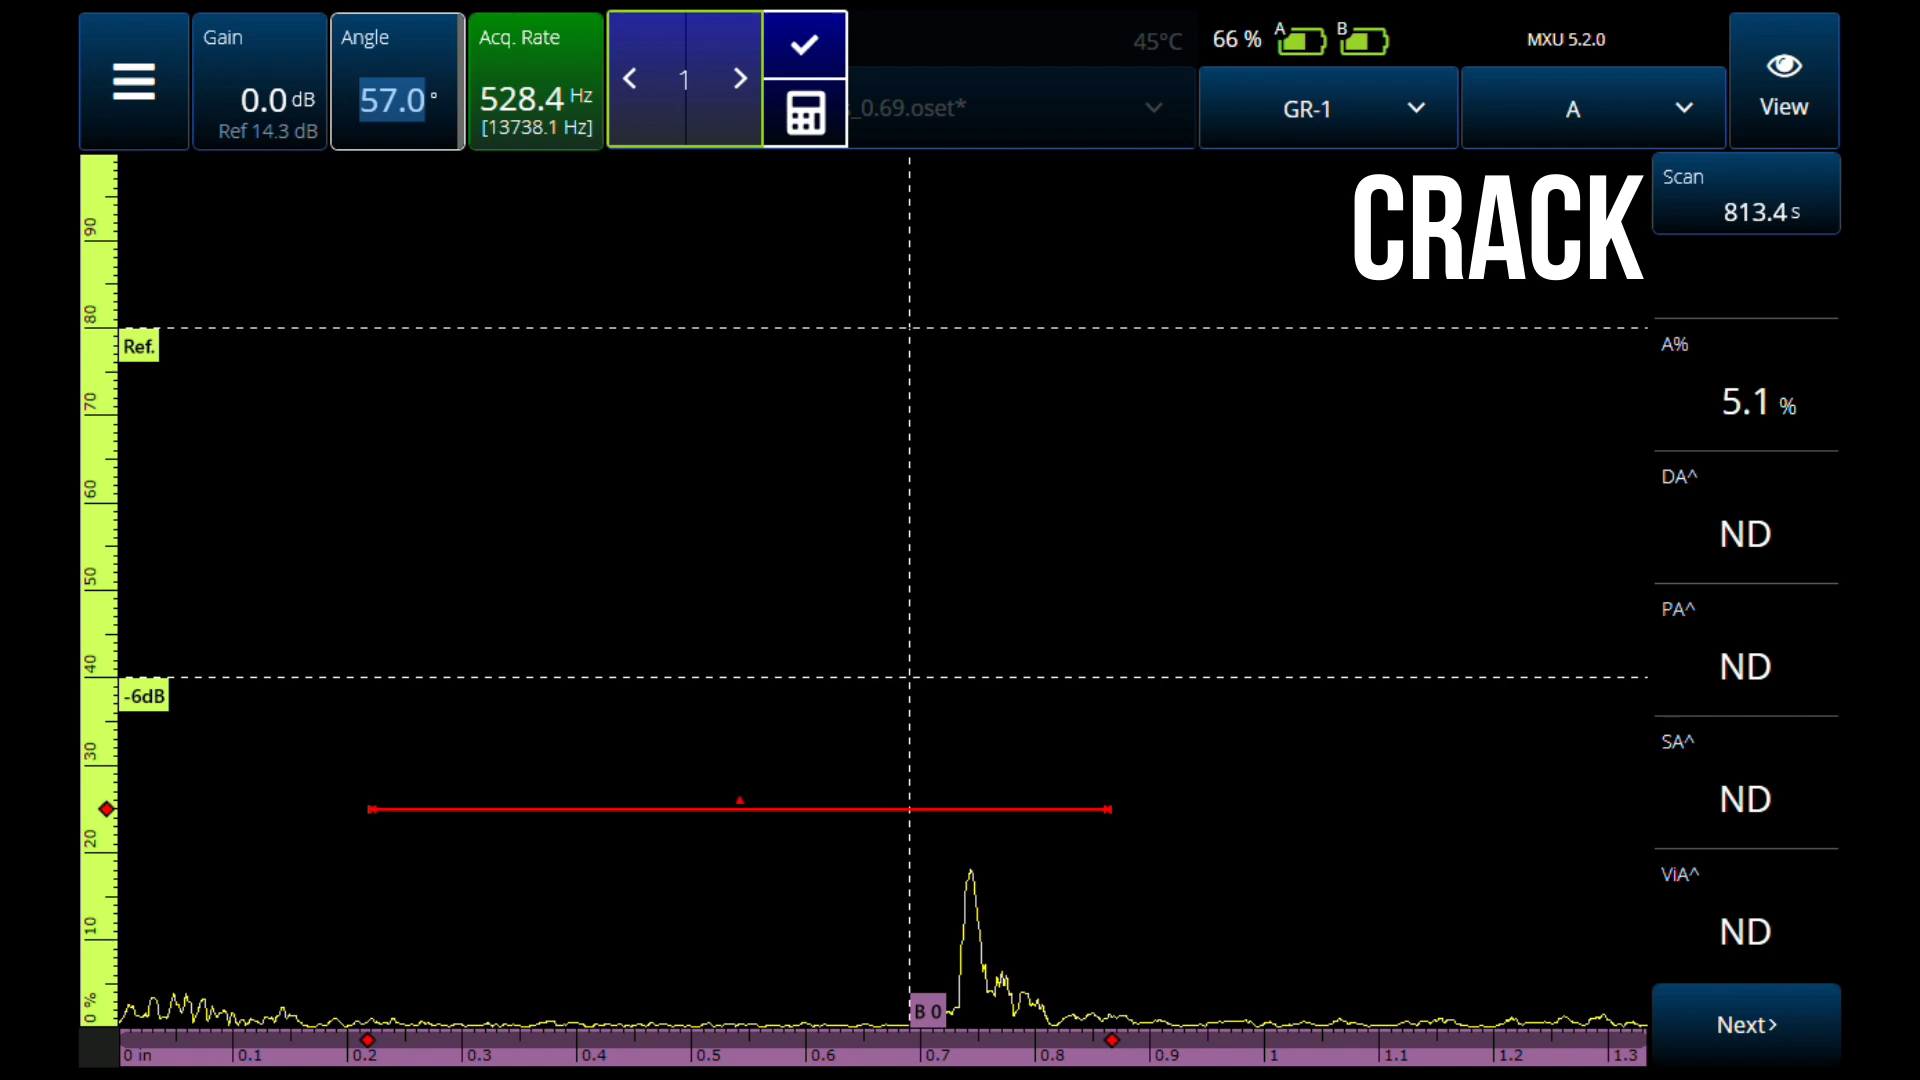 Gain
0.0 dB
Ref 14.3 dB
Angle
57.0 °
Acq. Rate
528.4 Hz
[13738.1 Hz]
1
45°C
_0.69.oset*
66 %
A
B
MXU 5.2.0
GR-1
A
View
CRACK
Scan
813.4 s
Ref.
-6dB
A%
5.1 %
DA^
ND
PA^
ND
SA^
ND
ViA^
ND
Next>
90
80
70
60
50
40
30
20
10
0 %
B 0
0 in 0.1 0.2 0.3 0.4 0.5 0.6 0.7 0.8 0.9 1 1.1 1.2 1.3